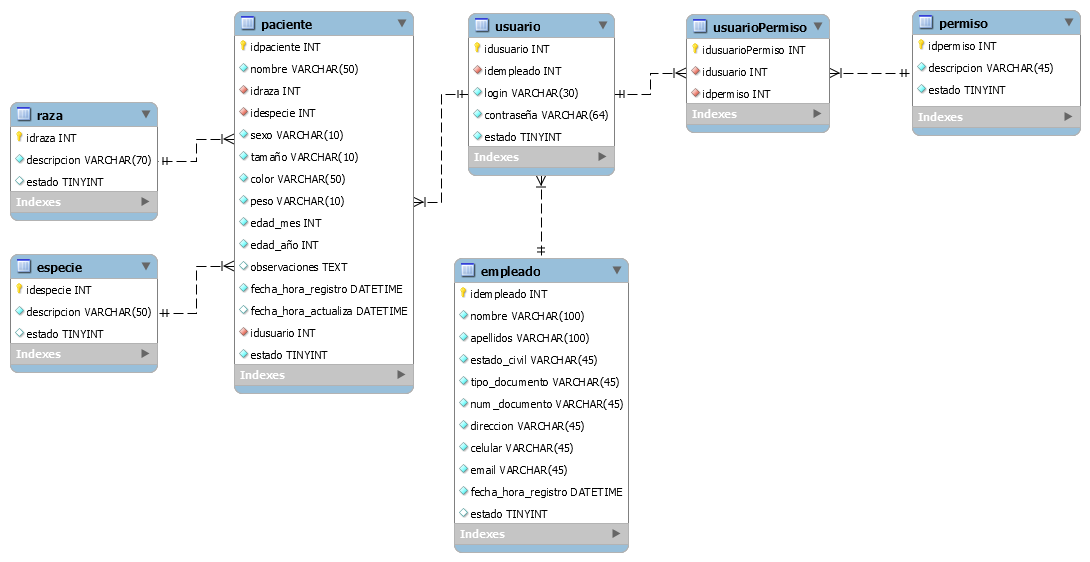 raza
idraza INT
descripcion VARCHAR(70)
estado TINYINT
Indexes
especie
idespecie INT
descripcion VARCHAR(50)
estado TINYINT
Indexes
paciente
idpaciente INT
nombre VARCHAR(50)
idraza INT
idespecie INT
sexo VARCHAR(10)
tamaño VARCHAR(10)
color VARCHAR(50)
peso VARCHAR(10)
edad_mes INT
edad_año INT
observaciones TEXT
fecha_hora_registro DATETIME
fecha_hora_actualiza DATETIME
idusuario INT
estado TINYINT
Indexes
usuario
idusuario INT
idempleado INT
login VARCHAR(30)
contraseña VARCHAR(64)
estado TINYINT
Indexes
empleado
idempleado INT
nombre VARCHAR(100)
apellidos VARCHAR(100)
estado_civil VARCHAR(45)
tipo_documento VARCHAR(45)
num_documento VARCHAR(45)
direccion VARCHAR(45)
celular VARCHAR(45)
email VARCHAR(45)
fecha_hora_registro DATETIME
estado TINYINT
Indexes
usuarioPermiso
idusuarioPermiso INT
idusuario INT
idpermiso INT
Indexes
permiso
idpermiso INT
descripcion VARCHAR(45)
estado TINYINT
Indexes